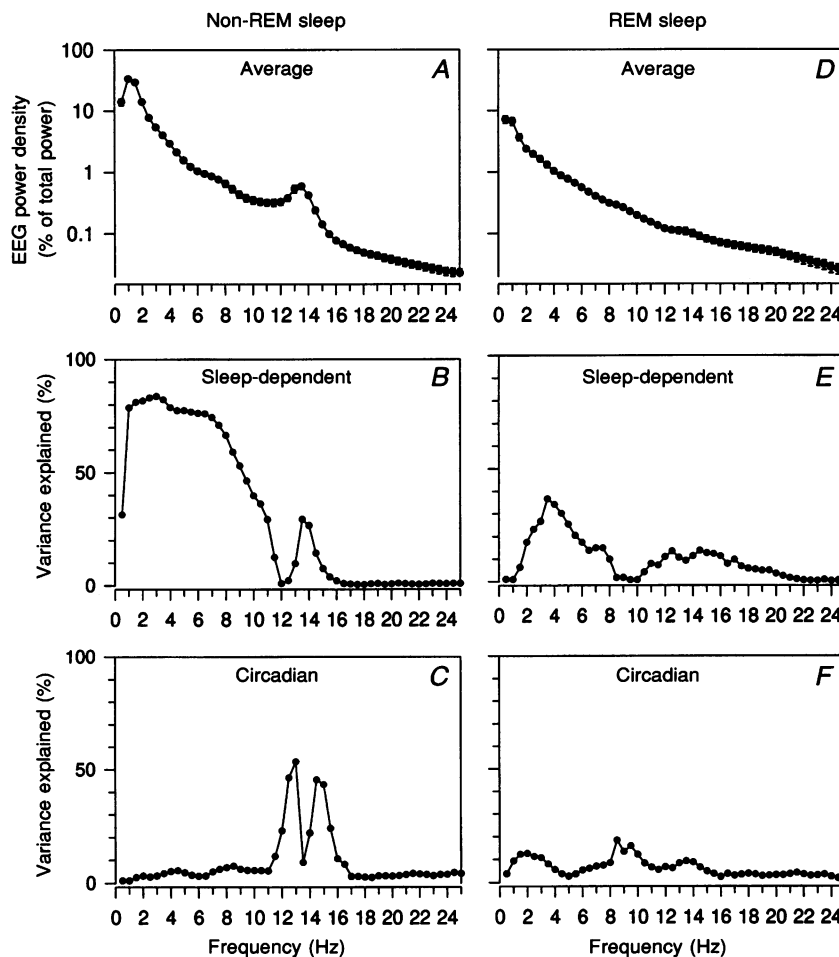 Non-REM sleep
REM sleep
EEG power density
(% of total power)
100
10
1
0.1
Average
A
0 2 4 6 8 10 12 14 16 18 20 22 24
Average
D
0 2 4 6 8 10 12 14 16 18 20 22 24
Variance explained (%)
100
50
0
Sleep-dependent
B
0 2 4 6 8 10 12 14 16 18 20 22 24
Sleep-dependent
E
0 2 4 6 8 10 12 14 16 18 20 22 24
Variance explained (%)
100
50
0
Circadian
C
0 2 4 6 8 10 12 14 16 18 20 22 24
Frequency (Hz)
Circadian
F
0 2 4 6 8 10 12 14 16 18 20 22 24
Frequency (Hz)